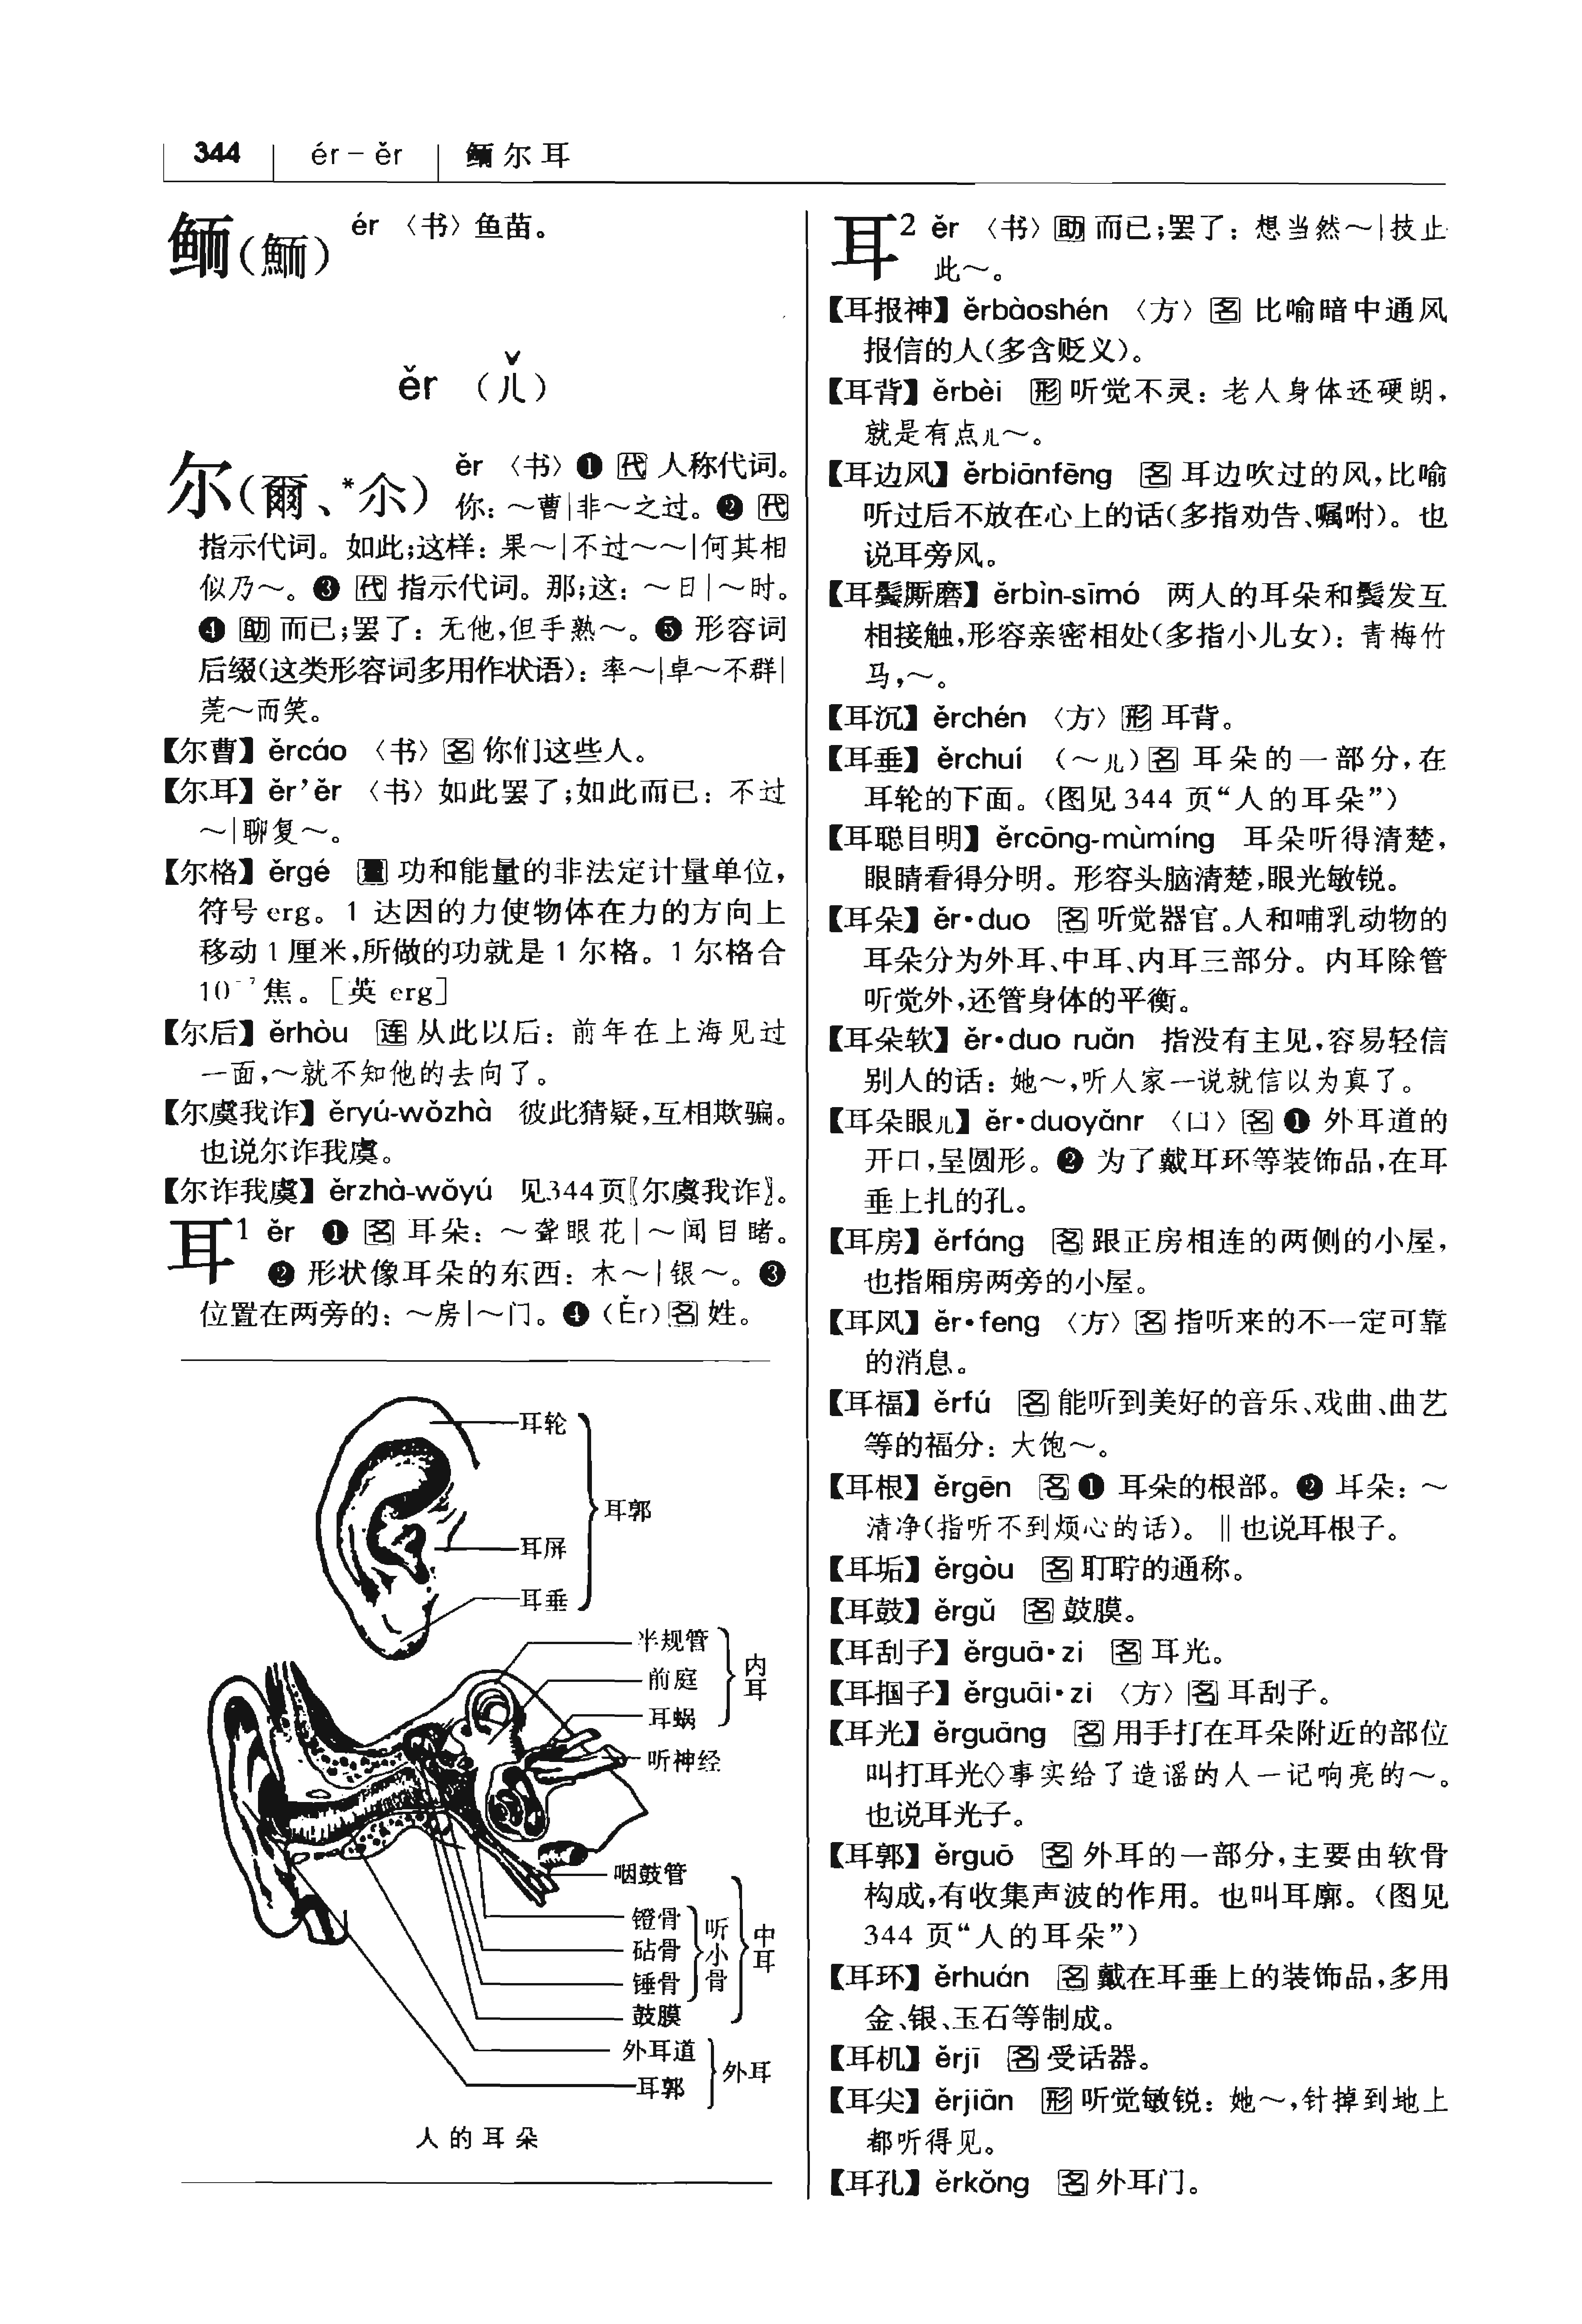 344 ér－ěr 鲕尔耳
鲕(鮞) ér 〈书〉鱼苗。
ěr (ㄦˇ)
尔(爾、*尒) ěr 〈书〉❶ 代 人称代词。
你：～曹|非～之过。❷ 代
指示代词。如此；这样：果～|不过～～|何其相
似乃～。❸ 代 指示代词。那；这：～日|～时。
❹ 助 而已；罢了：无他，但手熟～。❺ 形容词
后缀(这类形容词多用作状语)：率～|卓～不群|
莞～而笑。
【尔曹】ěrcáo 〈书〉名 你们这些人。
【尔耳】ěr’ěr 〈书〉如此罢了；如此而已：不过
～|聊复～。
【尔格】ěrgé 量 功和能量的非法定计量单位，
符号 erg。1 达因的力使物体在力的方向上
移动 1 厘米，所做的功就是 1 尔格。1 尔格合
10⁻⁷焦。［英 erg］
【尔后】ěrhòu 连 从此以后：前年在上海见过
一面，～就不知他的去向了。
【尔虞我诈】ěryú-wǒzhà 彼此猜疑，互相欺骗。
也说尔诈我虞。
【尔诈我虞】ěrzhà-wǒyú 见344页〖尔虞我诈〗。
耳1 ěr ❶ 名 耳朵：～聋眼花|～闻目睹。
❷ 形状像耳朵的东西：木～|银～。❸
位置在两旁的：～房|～门。❹ (Ěr) 名 姓。
耳轮
耳郭
耳屏
耳垂
半规管
前庭
内耳
耳蜗
听神经
咽鼓管
镫骨
砧骨
听小骨
中耳
锤骨
鼓膜
外耳道
外耳
耳郭
人的耳朵
耳2 ěr 〈书〉助 而已；罢了：想当然～|技止
此～。
【耳报神】ěrbàoshén 〈方〉名 比喻暗中通风
报信的人(多含贬义)。
【耳背】ěrbèi 形 听觉不灵：老人身体还硬朗，
就是有点儿～。
【耳边风】ěrbiānfēng 名 耳边吹过的风，比喻
听过后不放在心上的话(多指劝告、嘱咐)。也
说耳旁风。
【耳鬓厮磨】ěrbìn-sīmó 两人的耳朵和鬓发互
相接触，形容亲密相处(多指小儿女)：青梅竹
马，～。
【耳沉】ěrchén 〈方〉形 耳背。
【耳垂】ěrchuí (～儿) 名 耳朵的一部分，在
耳轮的下面。(图见 344 页“人的耳朵”)
【耳聪目明】ěrcōng-mùmíng 耳朵听得清楚，
眼睛看得分明。形容头脑清楚，眼光敏锐。
【耳朵】ěr·duo 名 听觉器官。人和哺乳动物的
耳朵分为外耳、中耳、内耳三部分。内耳除管
听觉外，还管身体的平衡。
【耳朵软】ěr·duo ruǎn 指没有主见，容易轻信
别人的话：她～，听人家一说就信以为真了。
【耳朵眼儿】ěr·duoyǎnr 〈口〉名 ❶ 外耳道的
开口，呈圆形。❷ 为了戴耳环等装饰品，在耳
垂上扎的孔。
【耳房】ěrfáng 名 跟正房相连的两侧的小屋，
也指厢房两旁的小屋。
【耳风】ěr·feng 〈方〉名 指听来的不一定可靠
的消息。
【耳福】ěrfú 名 能听到美好的音乐、戏曲、曲艺
等的福分：大饱～。
【耳根】ěrgēn 名 ❶ 耳朵的根部。❷ 耳朵：～
清净(指听不到烦心的话)。‖也说耳根子。
【耳垢】ěrgòu 名 耵聍的通称。
【耳鼓】ěrgǔ 名 鼓膜。
【耳刮子】ěrguā·zi 名 耳光。
【耳掴子】ěrguāi·zi 〈方〉名 耳刮子。
【耳光】ěrguāng 名 用手打在耳朵附近的部位
叫打耳光◇事实给了造谣的人一记响亮的～。
也说耳光子。
【耳郭】ěrguō 名 外耳的一部分，主要由软骨
构成，有收集声波的作用。也叫耳廓。(图见
344 页“人的耳朵”)
【耳环】ěrhuán 名 戴在耳垂上的装饰品，多用
金、银、玉石等制成。
【耳机】ěrjī 名 受话器。
【耳尖】ěrjiān 形 听觉敏锐：她～，针掉到地上
都听得见。
【耳孔】ěrkǒng 名 外耳门。